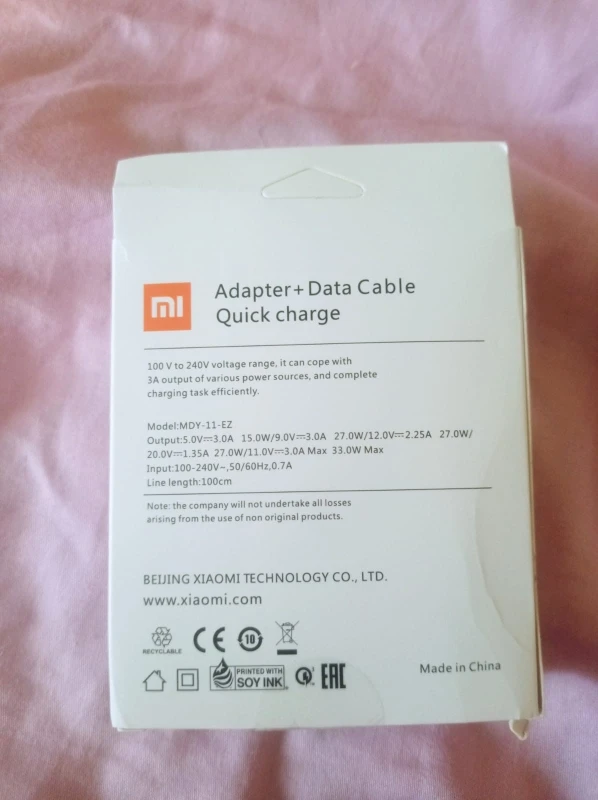 mi
Adapter+Data Cable
Quick charge
100 V to 240V voltage range, it can cope with
3A output of various power sources, and complete
charging task efficiently.
Model:MDY-11-EZ
Output:5.0V⎓3.0A 15.0W/9.0V⎓3.0A 27.0W/12.0V⎓2.25A 27.0W/
20.0V⎓1.35A 27.0W/11.0V⎓3.0A Max 33.0W Max
Input:100-240V~,50/60Hz,0.7A
Line length:100cm
Note: the company will not undertake all losses
arising from the use of non original products.
BEIJING XIAOMI TECHNOLOGY CO., LTD.
www.xiaomi.com
RECYCLABLE
CE
10
PRINTED WITH
SOY INK
EAC
Made in China